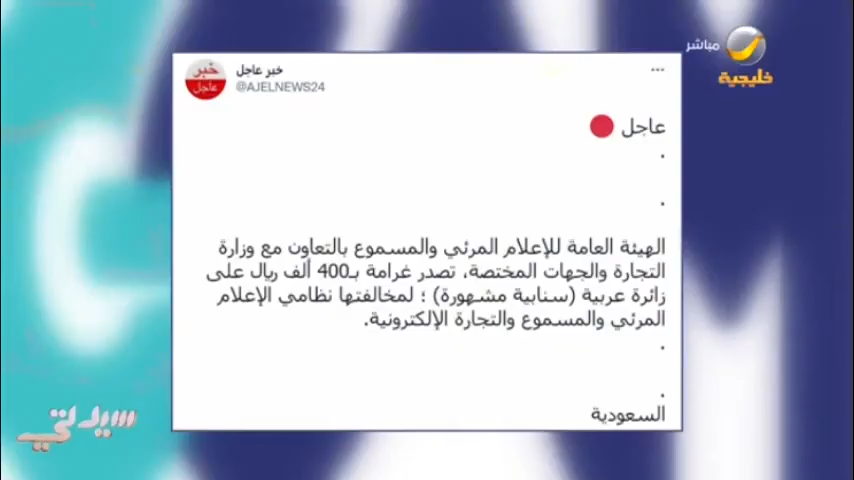 مباشر
خليجية
خبر عاجل
خبر
عاجل
@AJELNEWS24
...
عاجل
.
.
الهيئة العامة للإعلام المرئي والمسموع بالتعاون مع وزارة
التجارة والجهات المختصة، تصدر غرامة بـ400 ألف ريال على
زائرة عربية (سنابية مشهورة) ؛ لمخالفتها نظامي الإعلام
المرئي والمسموع والتجارة الإلكترونية.
.
.
السعودية
سيدتي